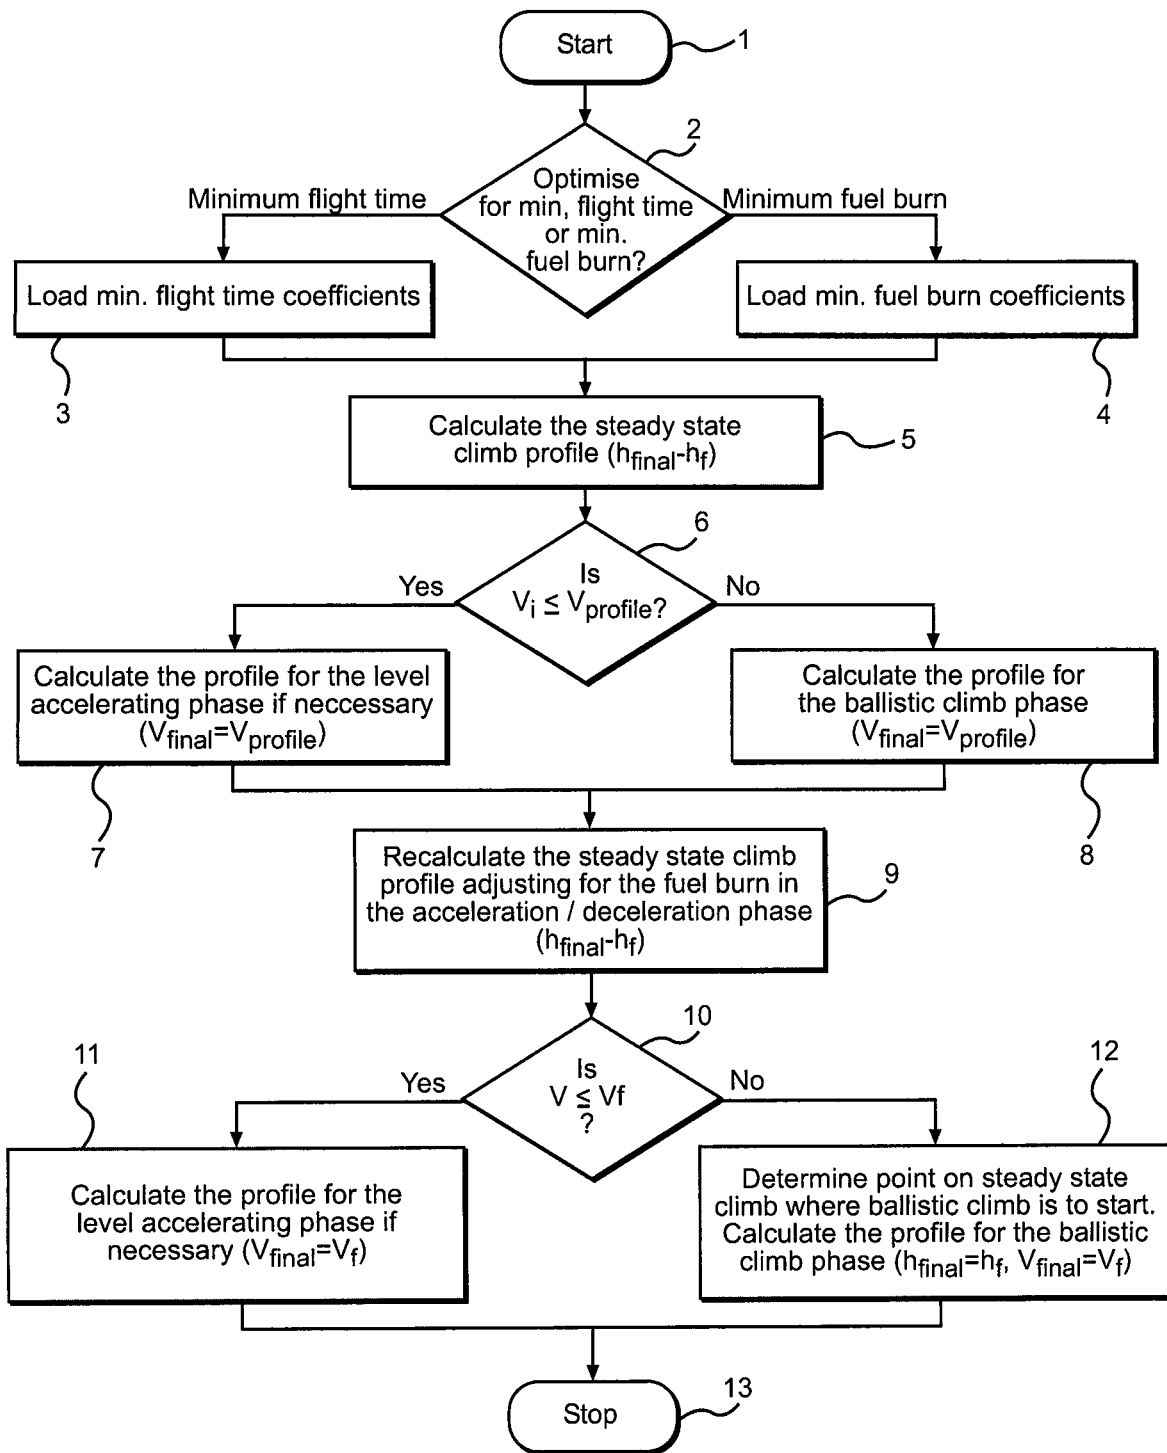 Start
1
2
Optimise
for min, flight time
or min.
fuel burn?
Minimum flight time
Minimum fuel burn
Load min. flight time coefficients
Load min. fuel burn coefficients
3
4
Calculate the steady state
climb profile (hfinal-hf)
5
6
Is
Vi ≤ Vprofile?
Yes
No
Calculate the profile for the level
accelerating phase if neccessary
(Vfinal=Vprofile)
Calculate the profile for
the ballistic climb phase
(Vfinal=Vprofile)
7
8
Recalculate the steady state climb
profile adjusting for the fuel burn in
the acceleration / deceleration phase
(hfinal-hf)
9
10
Is
V ≤ Vf
?
Yes
No
11
12
Calculate the profile for the
level accelerating phase if
necessary (Vfinal=Vf)
Determine point on steady state
climb where ballistic climb is to start.
Calculate the profile for the ballistic
climb phase (hfinal=hf, Vfinal=Vf)
Stop
13